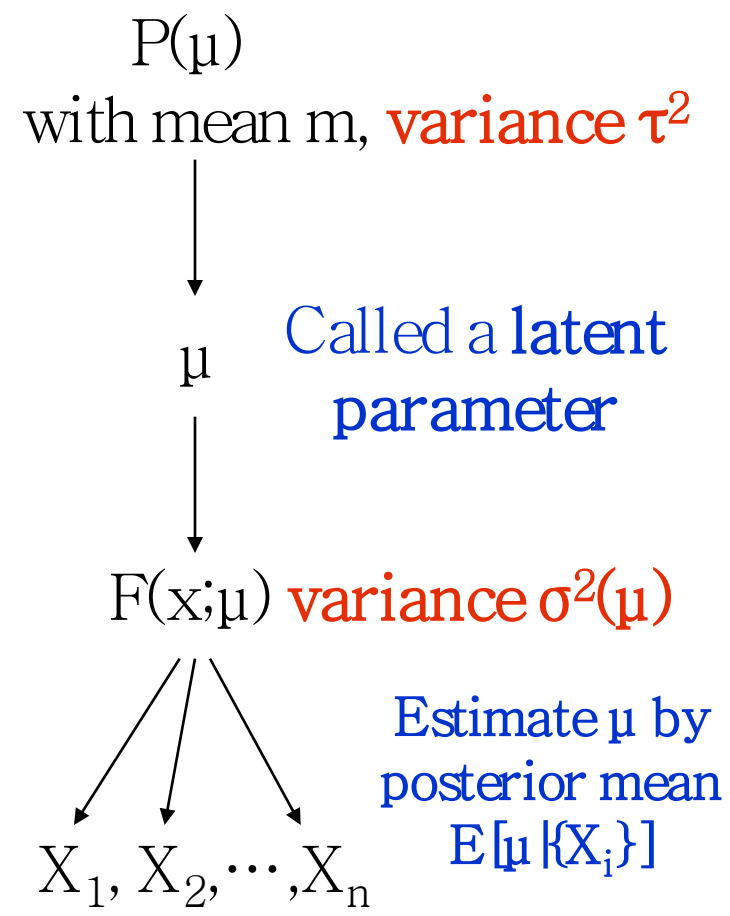 P(µ)
with mean m, variance τ²
µ
Called a latent
parameter
F(x;µ) variance σ²(µ)
Estimate µ by
posterior mean
E[µ|{Xᵢ}]
X₁, X₂,⋯,Xₙ